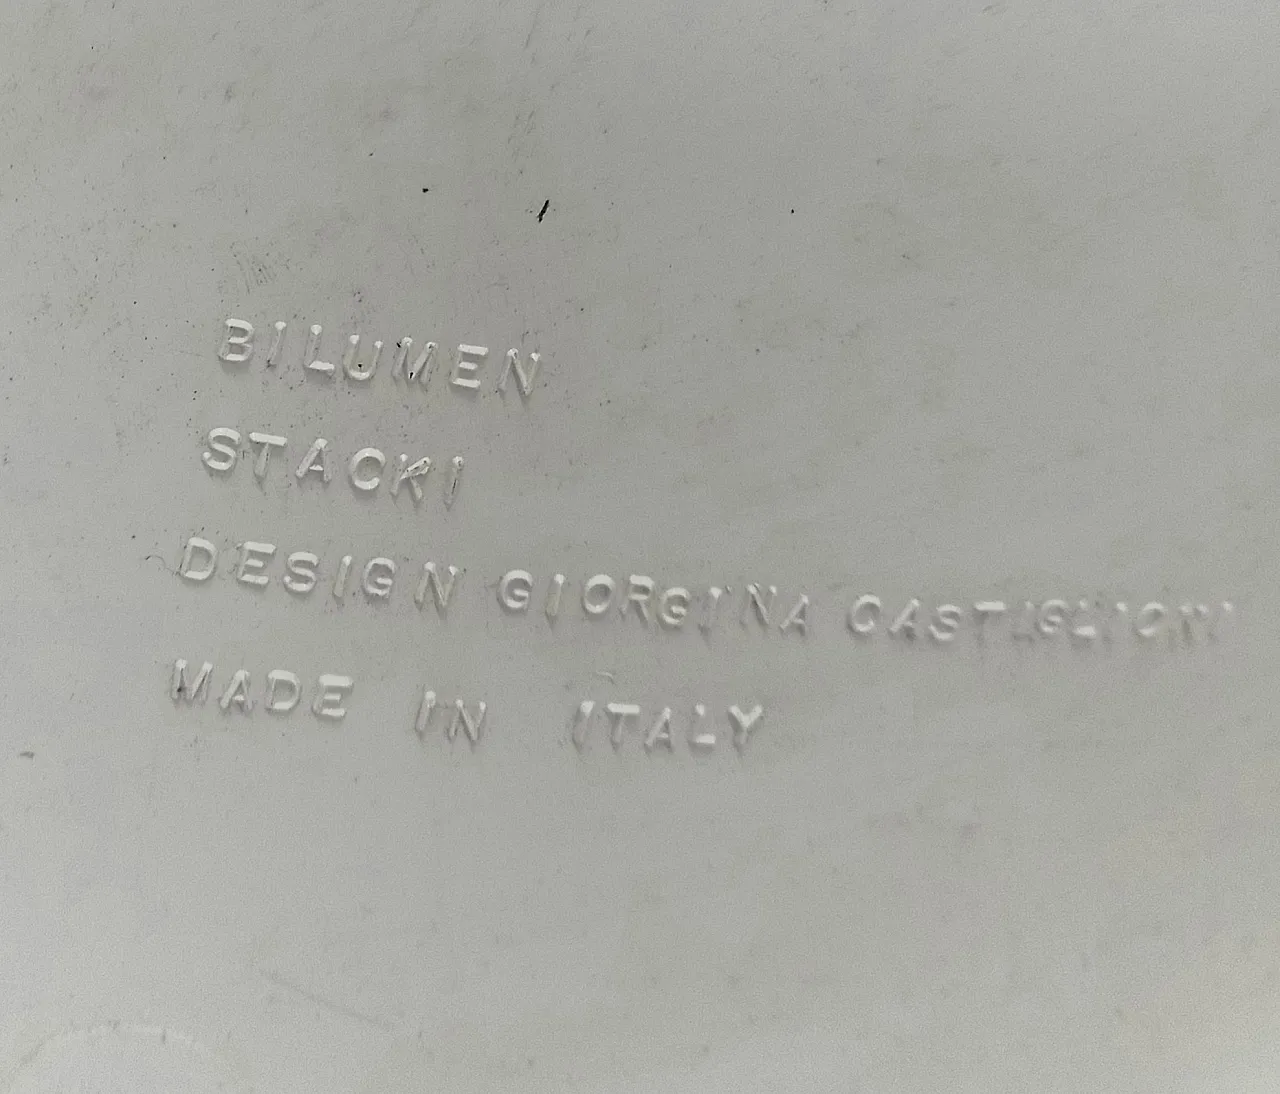 BILUMEN
STACKI
DESIGN GIORGINA CASTIGLIONI
MADE IN ITALY